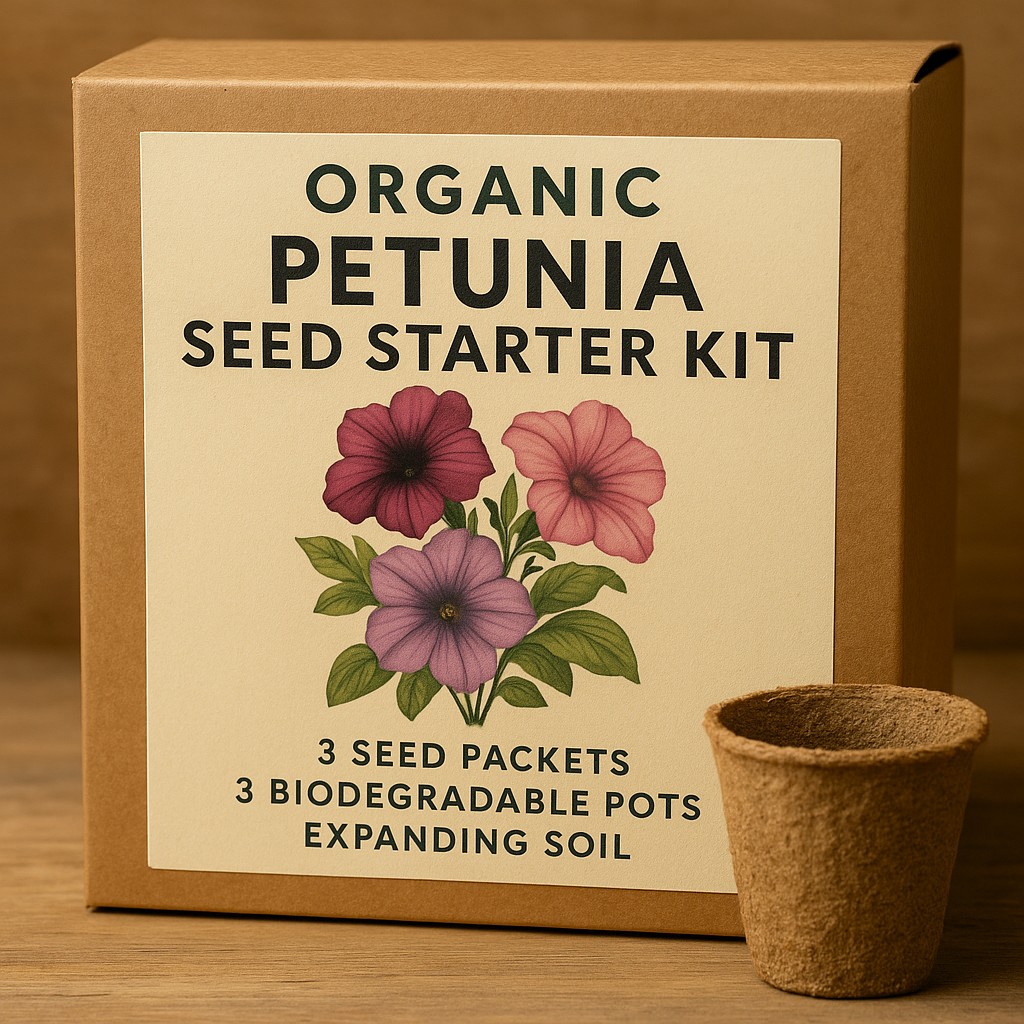 ORGANIC
PETUNIA
SEED STARTER KIT
3 SEED PACKETS
3 BIODEGRADABLE POTS
EXPANDING SOIL